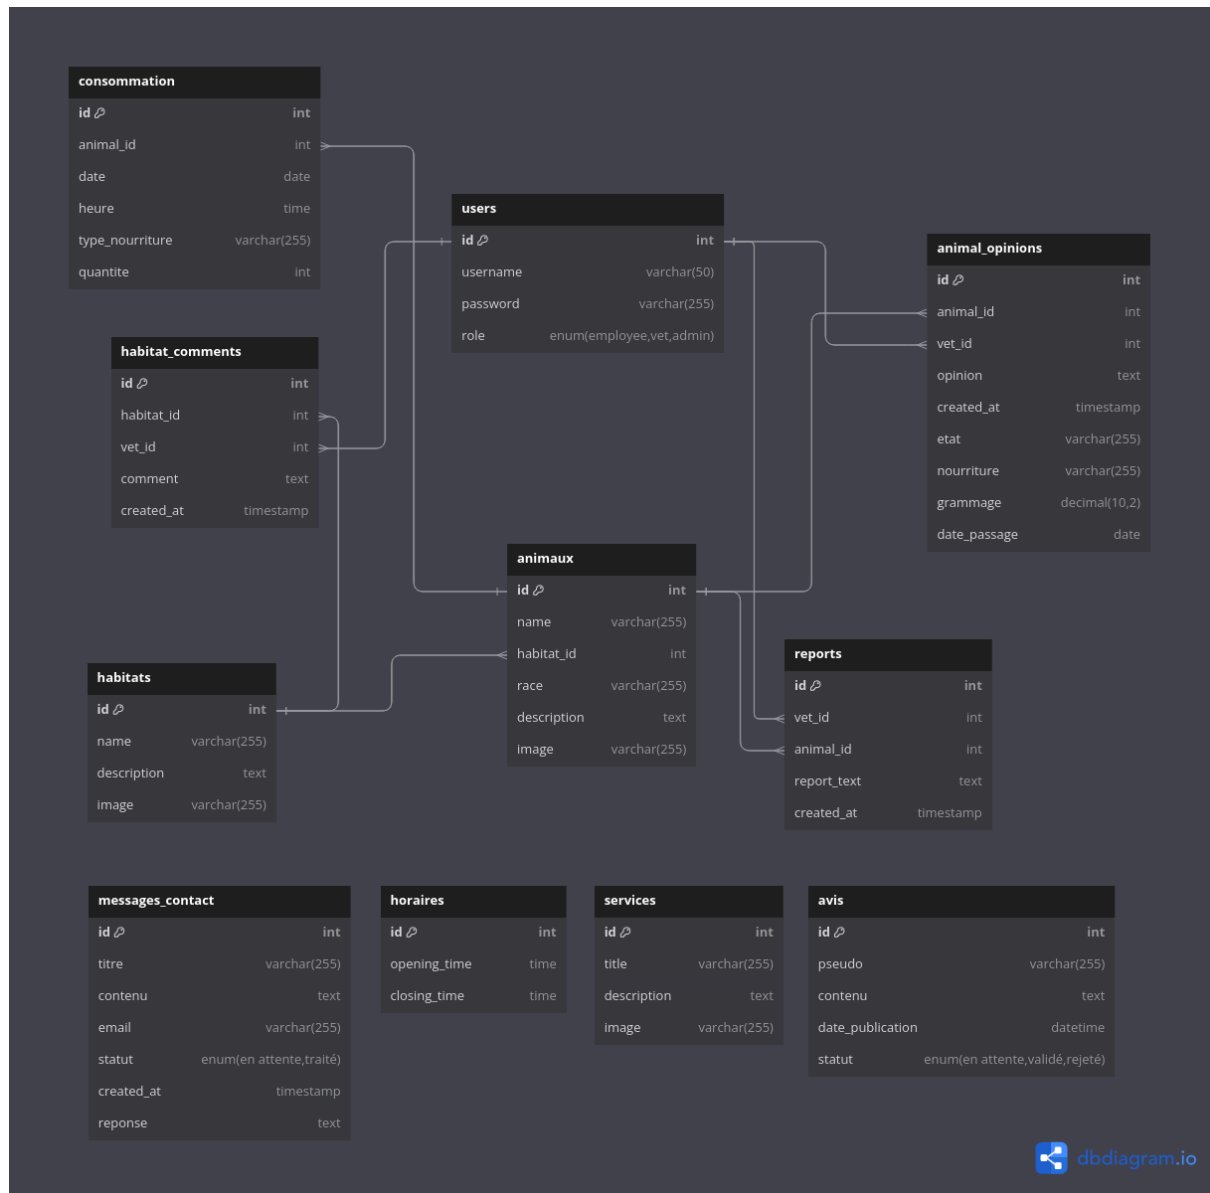 consommation
id int
animal_id int
date date
heure time
type_nourriture varchar(255)
quantite int
users
id int
username varchar(50)
password varchar(255)
role enum(employee,vet,admin)
animal_opinions
id int
animal_id int
vet_id int
opinion text
created_at timestamp
etat varchar(255)
nourriture varchar(255)
grammage decimal(10,2)
date_passage date
habitat_comments
id int
habitat_id int
vet_id int
comment text
created_at timestamp
animaux
id int
name varchar(255)
habitat_id int
race varchar(255)
description text
image varchar(255)
reports
id int
vet_id int
animal_id int
report_text text
created_at timestamp
habitats
id int
name varchar(255)
description text
image varchar(255)
messages_contact
id int
titre varchar(255)
contenu text
email varchar(255)
statut enum(en attente,traité)
created_at timestamp
reponse text
horaires
id int
opening_time time
closing_time time
services
id int
title varchar(255)
description text
image varchar(255)
avis
id int
pseudo varchar(255)
contenu text
date_publication datetime
statut enum(en attente,validé,rejeté)
dbdiagram.io